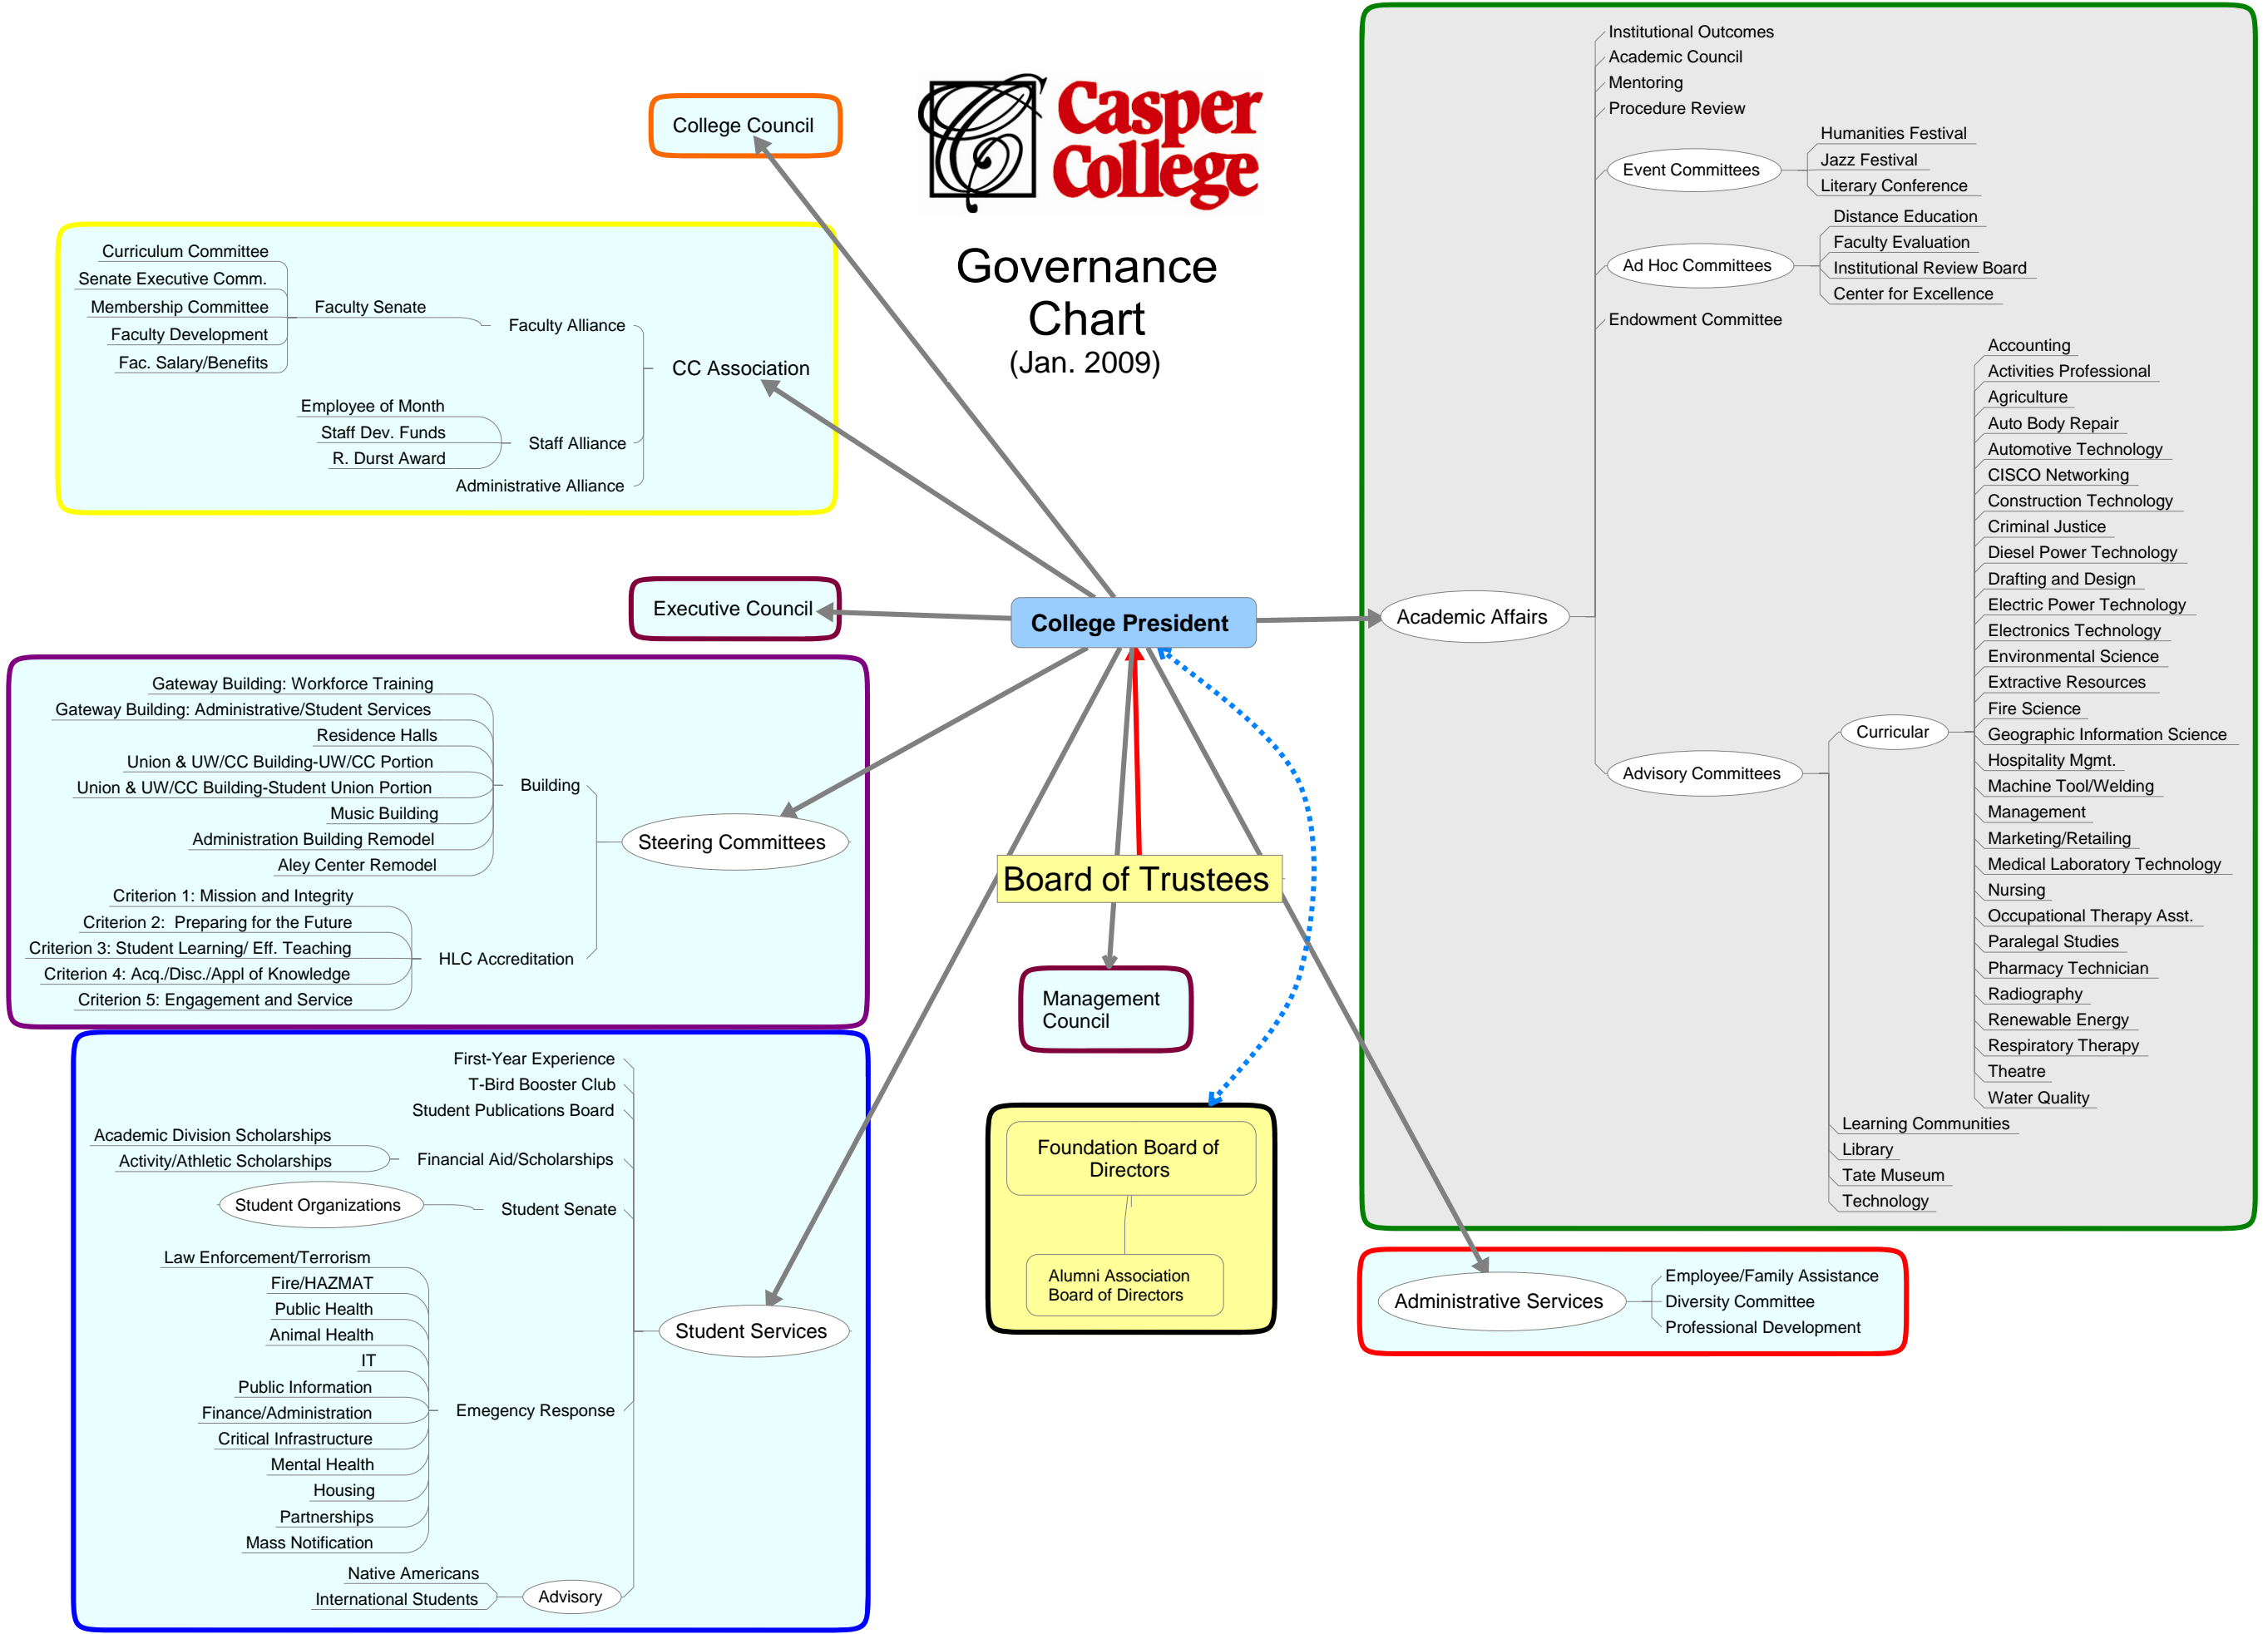 Casper
College
Governance
Chart
(Jan. 2009)
College Council
Curriculum Committee
Senate Executive Comm.
Membership Committee
Faculty Development
Fac. Salary/Benefits
Faculty Senate
Faculty Alliance
CC Association
Employee of Month
Staff Dev. Funds
R. Durst Award
Staff Alliance
Administrative Alliance
Executive Council
College President
Gateway Building: Workforce Training
Gateway Building: Administrative/Student Services
Residence Halls
Union & UW/CC Building-UW/CC Portion
Union & UW/CC Building-Student Union Portion
Music Building
Administration Building Remodel
Aley Center Remodel
Building
Steering Committees
Criterion 1: Mission and Integrity
Criterion 2:  Preparing for the Future
Criterion 3: Student Learning/ Eff. Teaching
Criterion 4: Acq./Disc./Appl of Knowledge
Criterion 5: Engagement and Service
HLC Accreditation
Board of Trustees
Management
Council
First-Year Experience
T-Bird Booster Club
Student Publications Board
Academic Division Scholarships
Activity/Athletic Scholarships
Financial Aid/Scholarships
Student Organizations
Student Senate
Law Enforcement/Terrorism
Fire/HAZMAT
Public Health
Animal Health
IT
Public Information
Finance/Administration
Critical Infrastructure
Mental Health
Housing
Partnerships
Mass Notification
Emegency Response
Student Services
Native Americans
International Students
Advisory
Foundation Board of
Directors
Alumni Association
Board of Directors
Institutional Outcomes
Academic Council
Mentoring
Procedure Review
Event Committees
Humanities Festival
Jazz Festival
Literary Conference
Ad Hoc Committees
Distance Education
Faculty Evaluation
Institutional Review Board
Center for Excellence
Endowment Committee
Academic Affairs
Advisory Committees
Curricular
Accounting
Activities Professional
Agriculture
Auto Body Repair
Automotive Technology
CISCO Networking
Construction Technology
Criminal Justice
Diesel Power Technology
Drafting and Design
Electric Power Technology
Electronics Technology
Environmental Science
Extractive Resources
Fire Science
Geographic Information Science
Hospitality Mgmt.
Machine Tool/Welding
Management
Marketing/Retailing
Medical Laboratory Technology
Nursing
Occupational Therapy Asst.
Paralegal Studies
Pharmacy Technician
Radiography
Renewable Energy
Respiratory Therapy
Theatre
Water Quality
Learning Communities
Library
Tate Museum
Technology
Administrative Services
Employee/Family Assistance
Diversity Committee
Professional Development